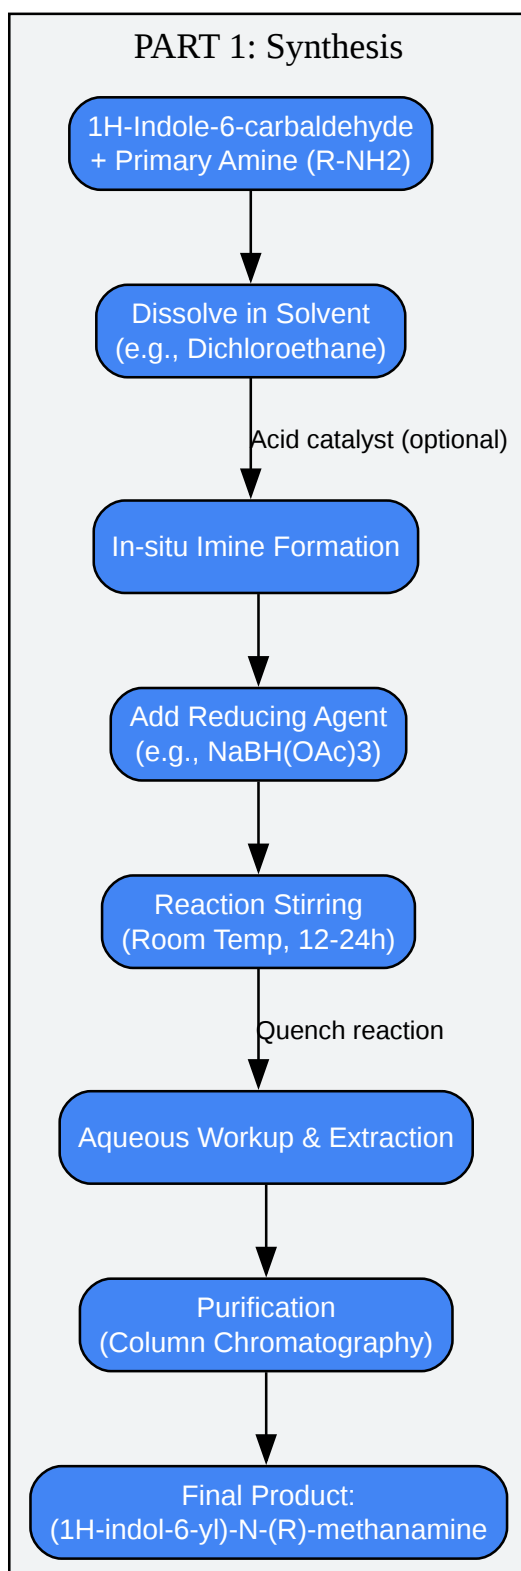 PART 1: Synthesis
1H-Indole-6-carbaldehyde
+ Primary Amine (R-NH2)
Dissolve in Solvent
(e.g., Dichloroethane)
Acid catalyst (optional)
In-situ Imine Formation
Add Reducing Agent
(e.g., NaBH(OAc)3)
Reaction Stirring
(Room Temp, 12-24h)
Quench reaction
Aqueous Workup & Extraction
Purification
(Column Chromatography)
Final Product:
(1H-indol-6-yl)-N-(R)-methanamine